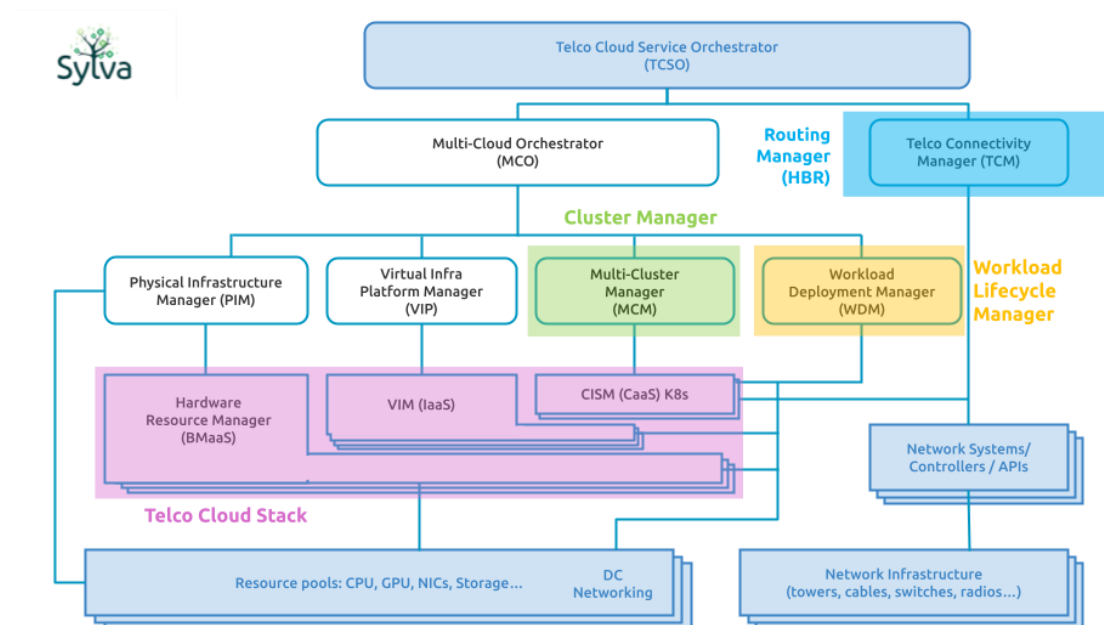 Sylva
Telco Cloud Service Orchestrator
(TCSO)
Multi-Cloud Orchestrator
(MCO)
Routing
Manager
(HBR)
Telco Connectivity
Manager (TCM)
Cluster Manager
Physical Infrastructure
Manager (PIM)
Virtual Infra
Platform Manager
(VIP)
Multi-Cluster
Manager
(MCM)
Workload
Deployment Manager
(WDM)
Workload
Lifecycle
Manager
Hardware
Resource Manager
(BMaaS)
VIM (IaaS)
CISM (CaaS) K8s
Network Systems/
Controllers / APIs
Telco Cloud Stack
Resource pools: CPU, GPU, NICs, Storage...
DC
Networking
Network Infrastructure
(towers, cables, switches, radios...)